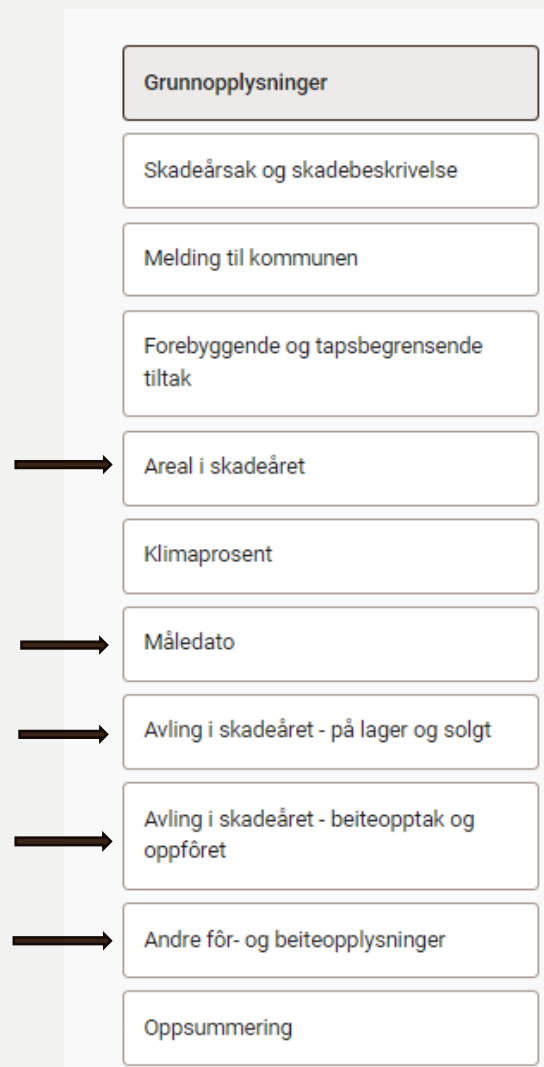 Grunnopplysninger
Skadeårsak og skadebeskrivelse
Melding til kommunen
Forebyggende og tapsbegrensende
tiltak
Areal i skadeåret
Klimaprosent
Måledato
Avling i skadeåret - på lager og solgt
Avling i skadeåret - beiteopptak og
oppfôret
Andre fôr- og beiteopplysninger
Oppsummering